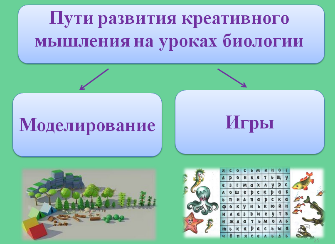 Пути развития креативного
мышления на уроках биологии
Моделирование
Игры